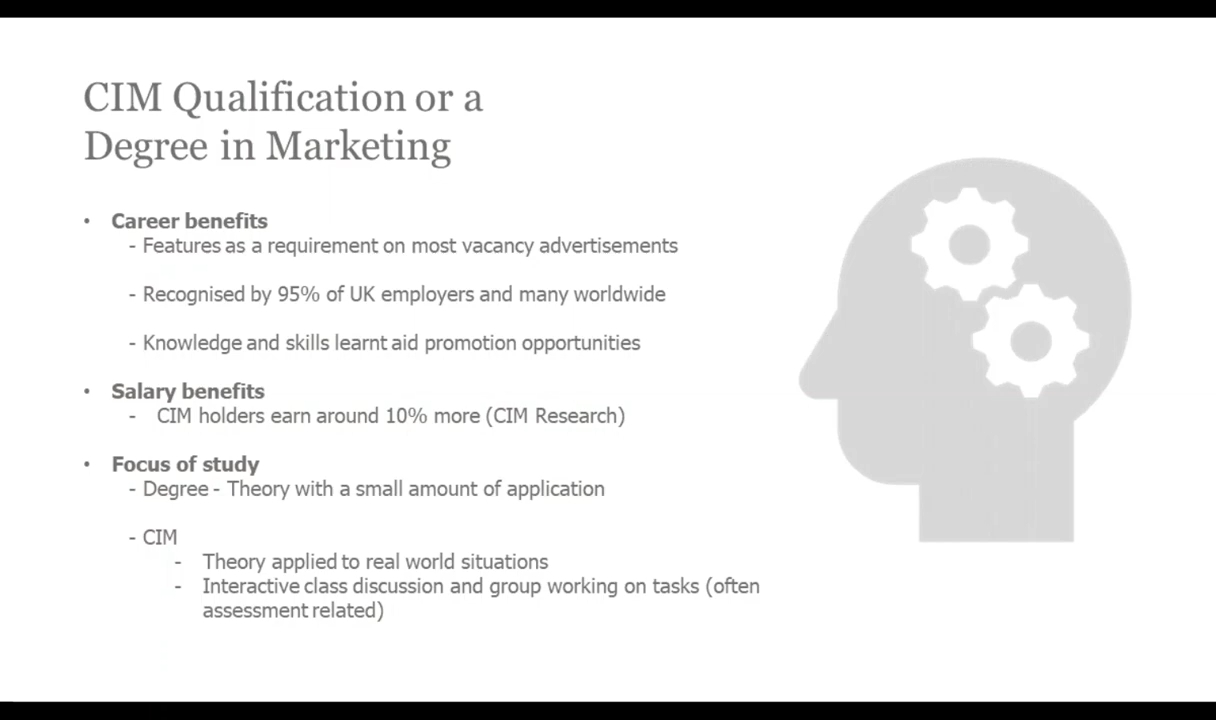 CIM Qualification or a
Degree in Marketing
• Career benefits
- Features as a requirement on most vacancy advertisements
- Recognised by 95% of UK employers and many worldwide
- Knowledge and skills learnt aid promotion opportunities
• Salary benefits
- CIM holders earn around 10% more (CIM Research)
• Focus of study
- Degree - Theory with a small amount of application
- CIM
- Theory applied to real world situations
- Interactive class discussion and group working on tasks (often
assessment related)